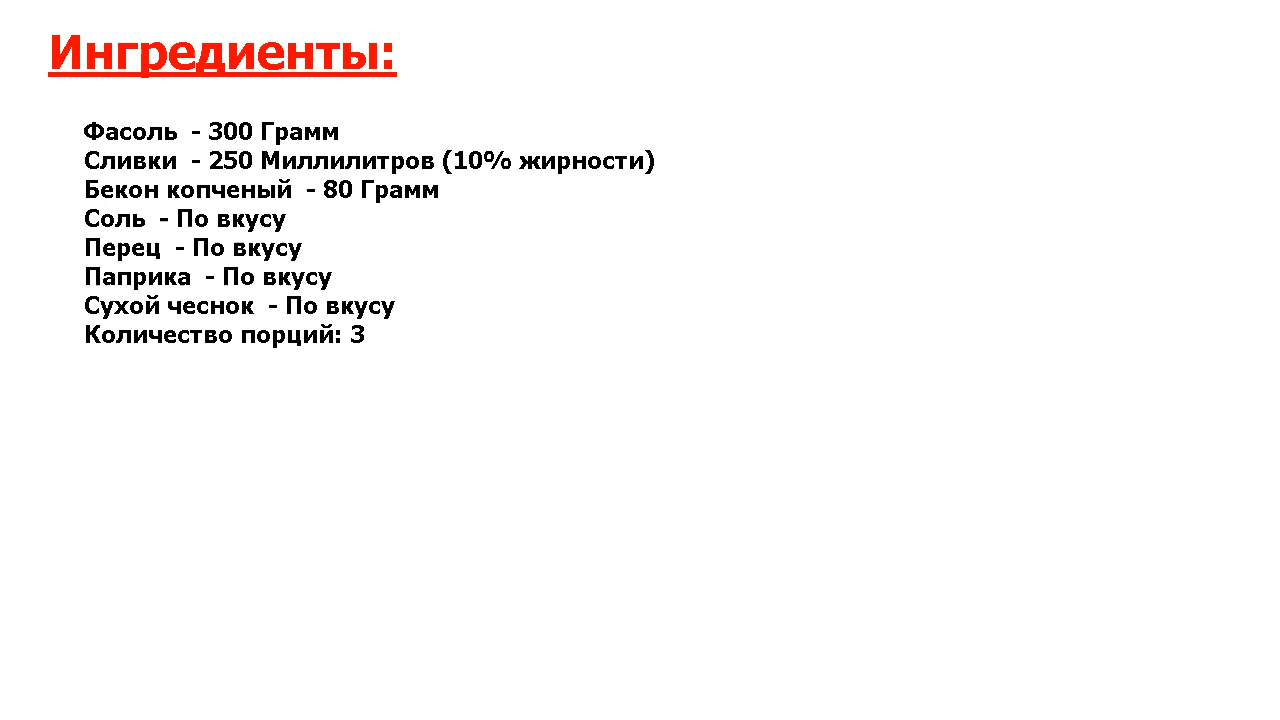 Ингредиенты:
Фасоль  - 300 Грамм
Сливки  - 250 Миллилитров (10% жирности)
Бекон копченый  - 80 Грамм
Соль  - По вкусу
Перец  - По вкусу
Паприка  - По вкусу
Сухой чеснок  - По вкусу
Количество порций: 3